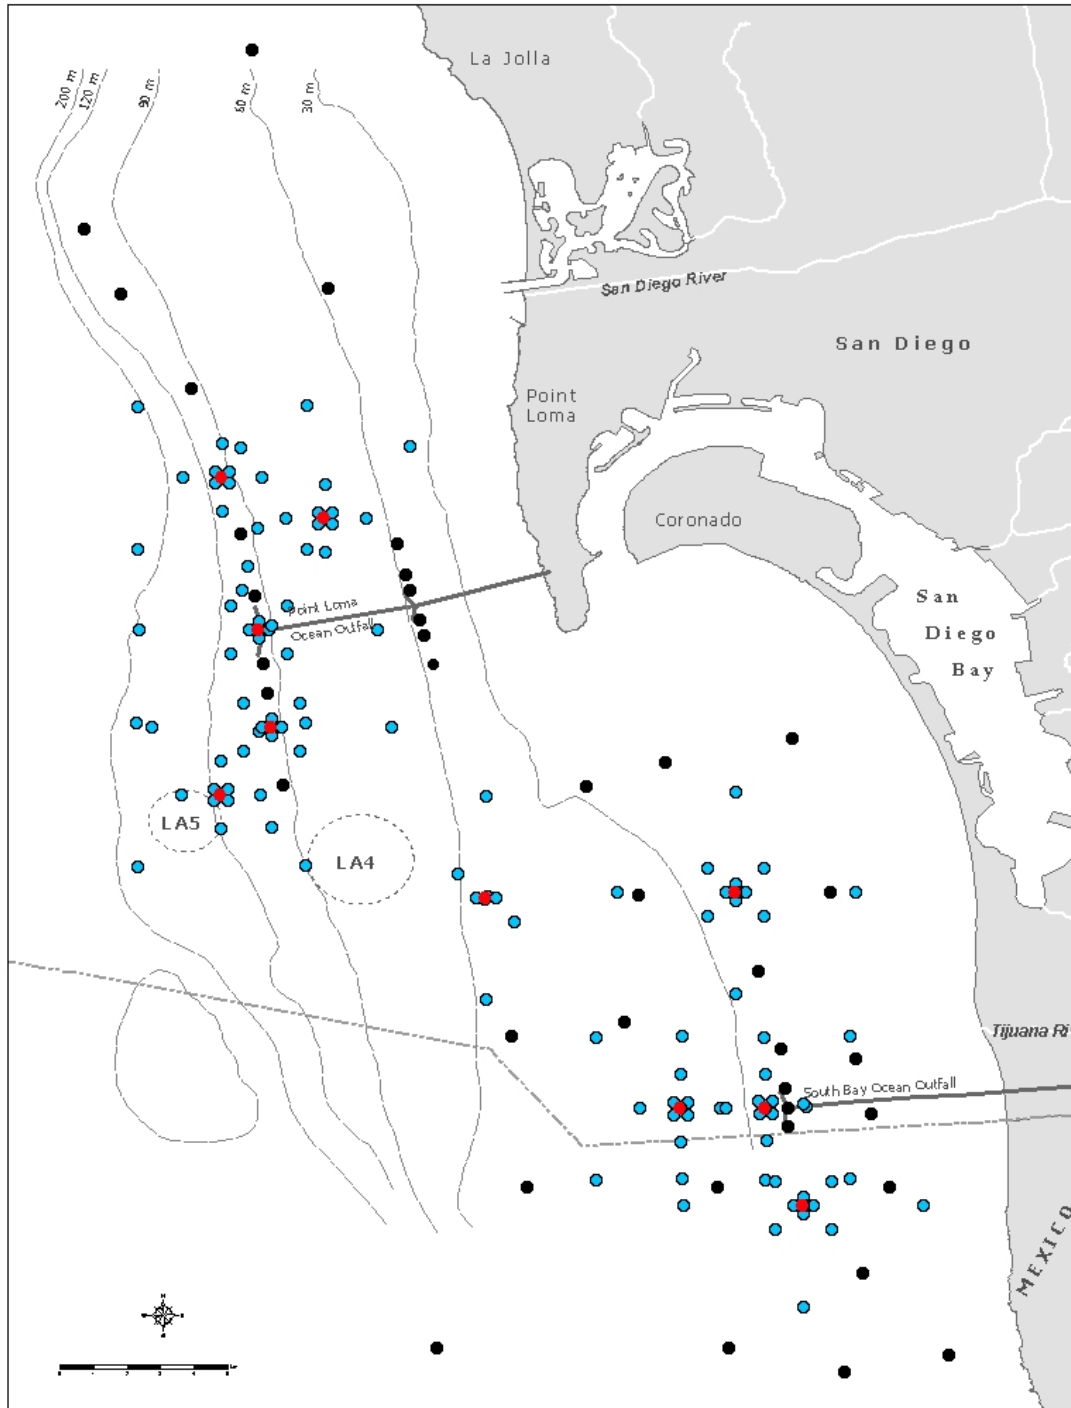 La Jolla
200 m
120 m
90 m
60 m
30 m
San Diego River
San Diego
Point
Loma
Coronado
San
Diego
Bay
Point Loma
Ocean Outfall
LA5
LA4
Tijuana Ri
South Bay Ocean Outfall
MEXICO